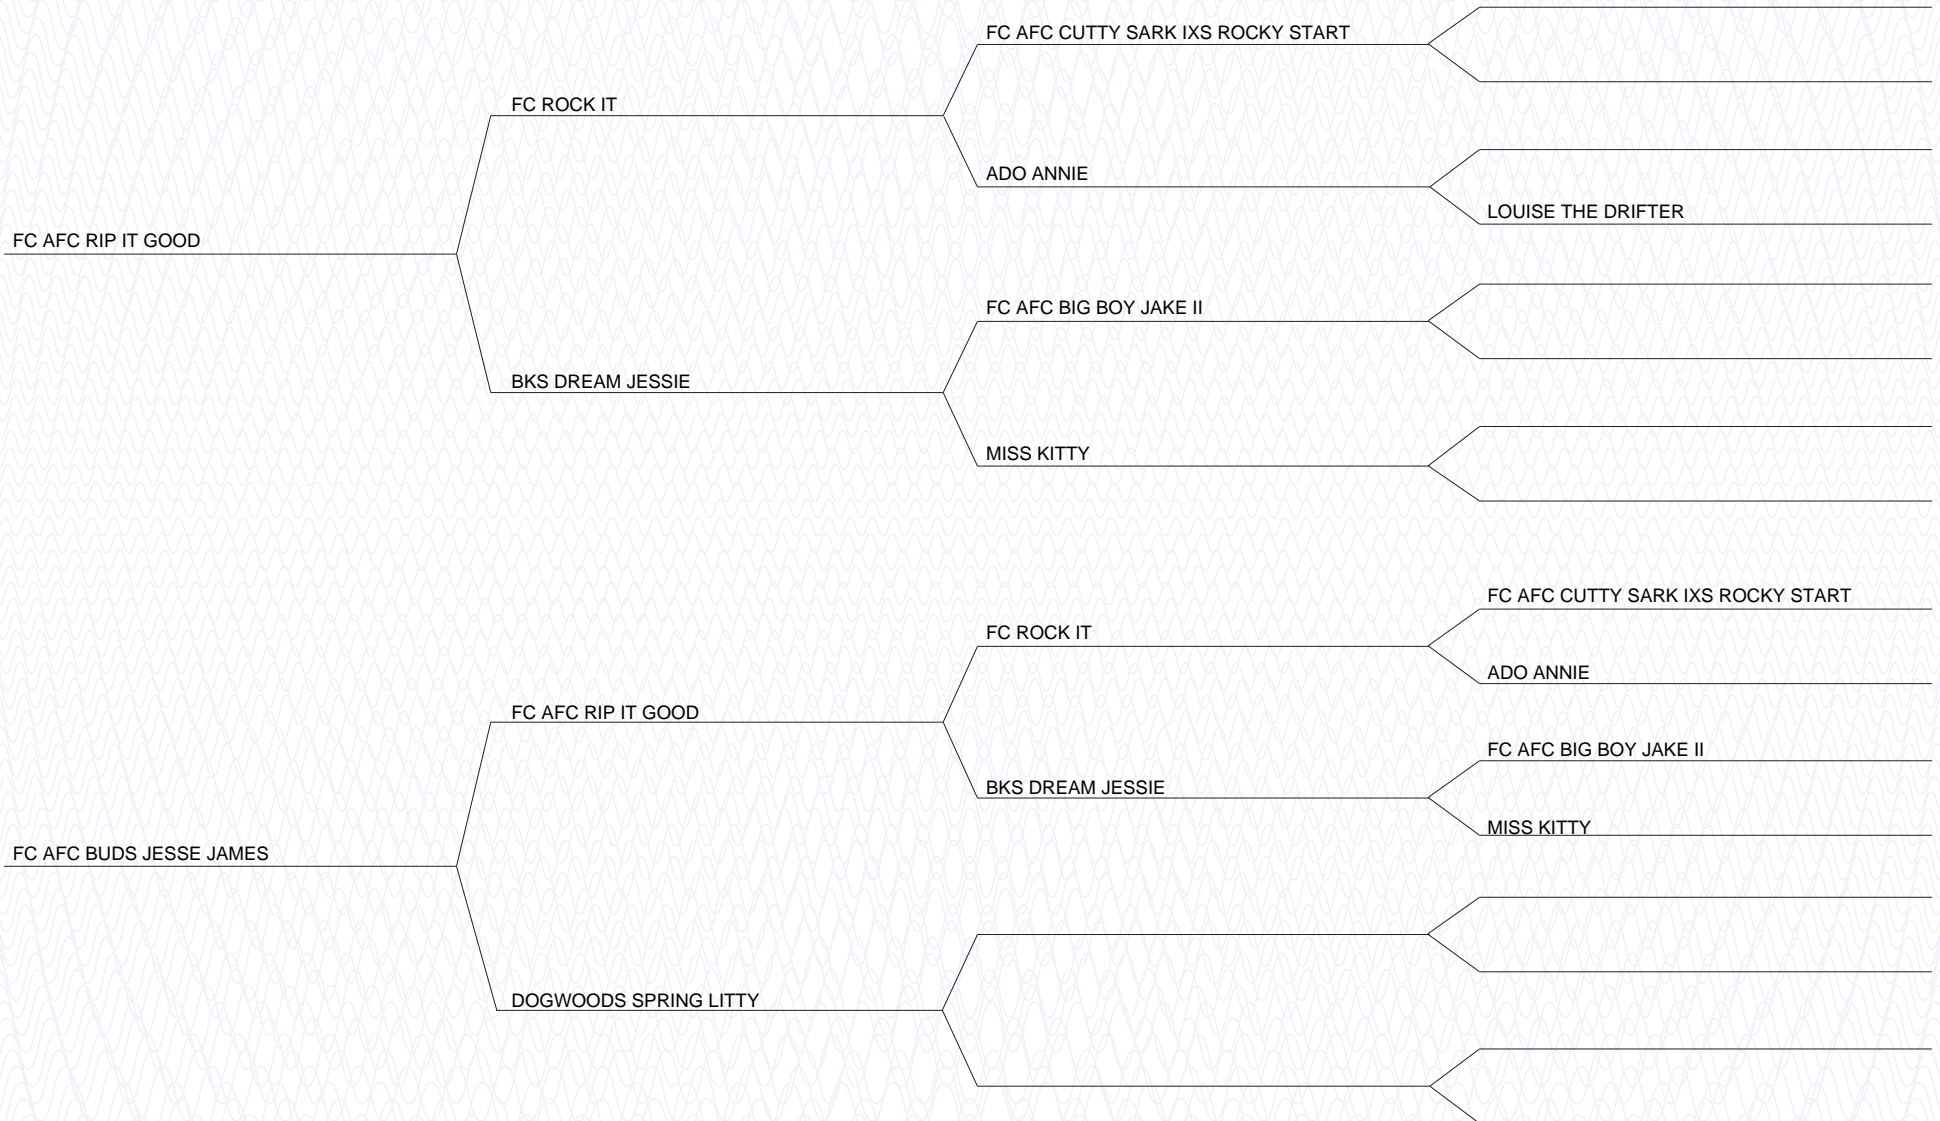 FC AFC CUTTY SARK IXS ROCKY START
FC ROCK IT
ADO ANNIE
LOUISE THE DRIFTER
FC AFC RIP IT GOOD
FC AFC BIG BOY JAKE II
BKS DREAM JESSIE
MISS KITTY
FC AFC CUTTY SARK IXS ROCKY START
FC ROCK IT
ADO ANNIE
FC AFC RIP IT GOOD
FC AFC BIG BOY JAKE II
BKS DREAM JESSIE
MISS KITTY
FC AFC BUDS JESSE JAMES
DOGWOODS SPRING LITTY